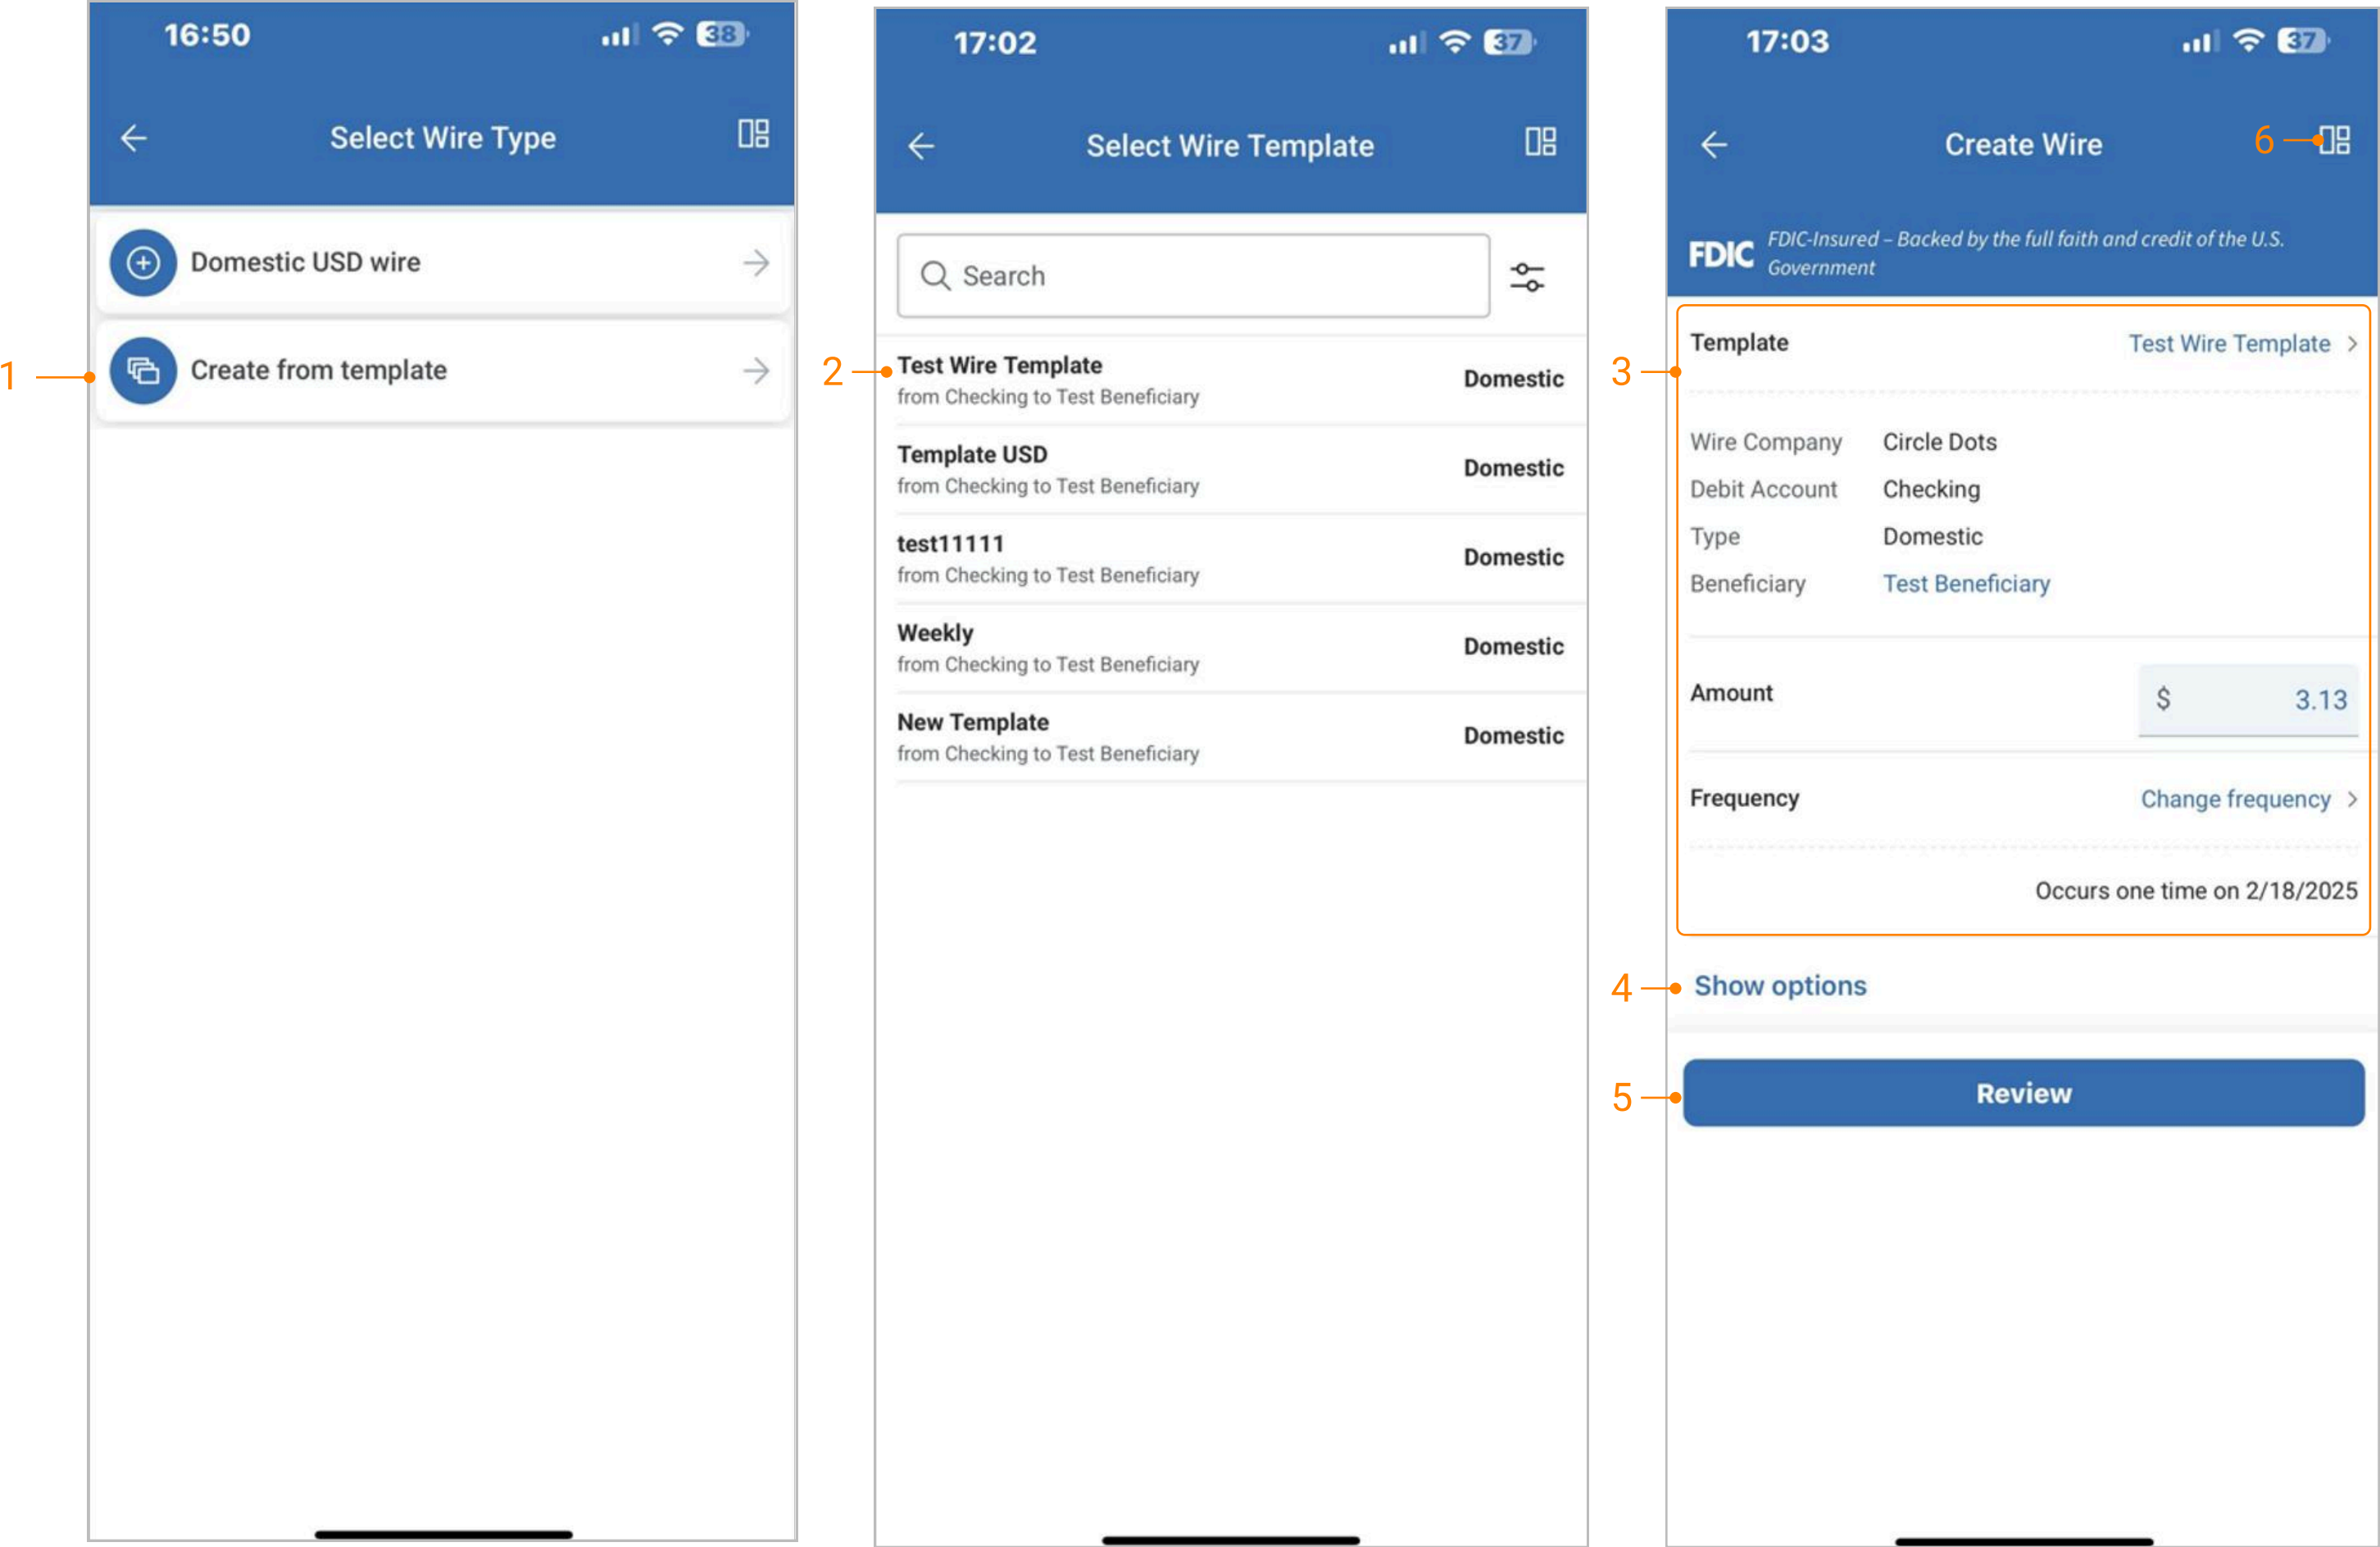 16:50
38
Select Wire Type
Domestic USD wire
1
Create from template
17:02
37
Select Wire Template
Search
2
Test Wire Template
from Checking to Test Beneficiary
Domestic
Template USD
from Checking to Test Beneficiary
Domestic
test11111
from Checking to Test Beneficiary
Domestic
Weekly
from Checking to Test Beneficiary
Domestic
New Template
from Checking to Test Beneficiary
Domestic
17:03
37
Create Wire
6
FDIC FDIC-Insured – Backed by the full faith and credit of the U.S.
Government
3
Template Test Wire Template
Wire Company Circle Dots
Debit Account Checking
Type Domestic
Beneficiary Test Beneficiary
Amount $ 3.13
Frequency Change frequency
Occurs one time on 2/18/2025
4
Show options
5
Review